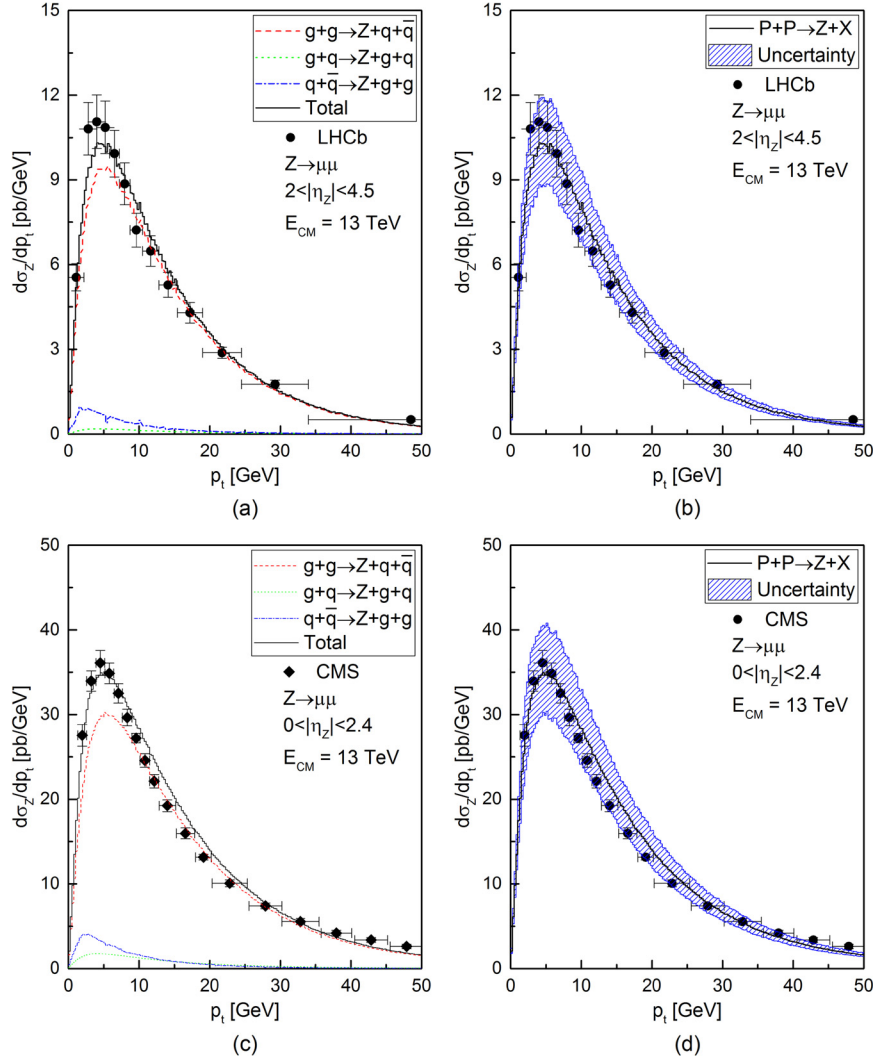 15
12
9
6
3
0
dσ_Z/dp_t [pb/GeV]
g+g→Z+q+q̅
g+q→Z+g+q
q+q̅→Z+g+g
Total
LHCb
Z→μμ
2<|η_Z|<4.5
E_CM = 13 TeV
0 10 20 30 40 50
p_t [GeV]
(a)
15
12
9
6
3
0
dσ_Z/dp_t [pb/GeV]
P+P→Z+X
Uncertainty
LHCb
Z→μμ
2<|η_Z|<4.5
E_CM = 13 TeV
0 10 20 30 40 50
p_t [GeV]
(b)
50
40
30
20
10
0
dσ_Z/dp_t [pb/GeV]
g+g→Z+q+q̅
g+q→Z+g+q
q+q̅→Z+g+g
Total
CMS
Z→μμ
0<|η_Z|<2.4
E_CM = 13 TeV
0 10 20 30 40 50
p_t [GeV]
(c)
50
40
30
20
10
0
dσ_Z/dp_t [pb/GeV]
P+P→Z+X
Uncertainty
CMS
Z→μμ
0<|η_Z|<2.4
E_CM = 13 TeV
0 10 20 30 40 50
p_t [GeV]
(d)